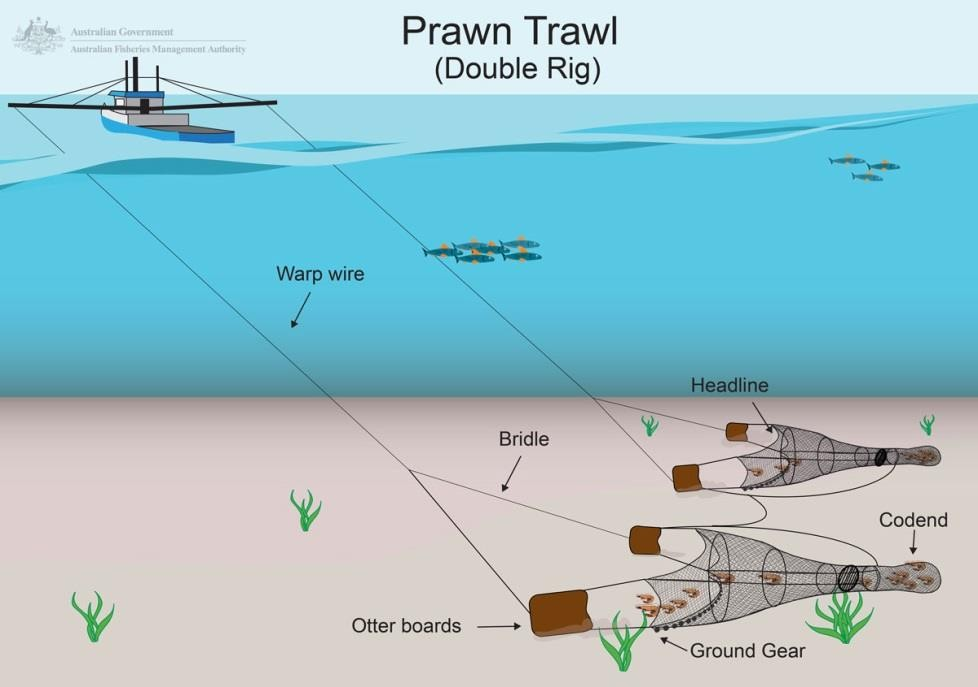 Australian Government
Australian Fisheries Management Authority
Prawn Trawl
(Double Rig)
Warp wire
Headline
Bridle
Codend
Otter boards
Ground Gear